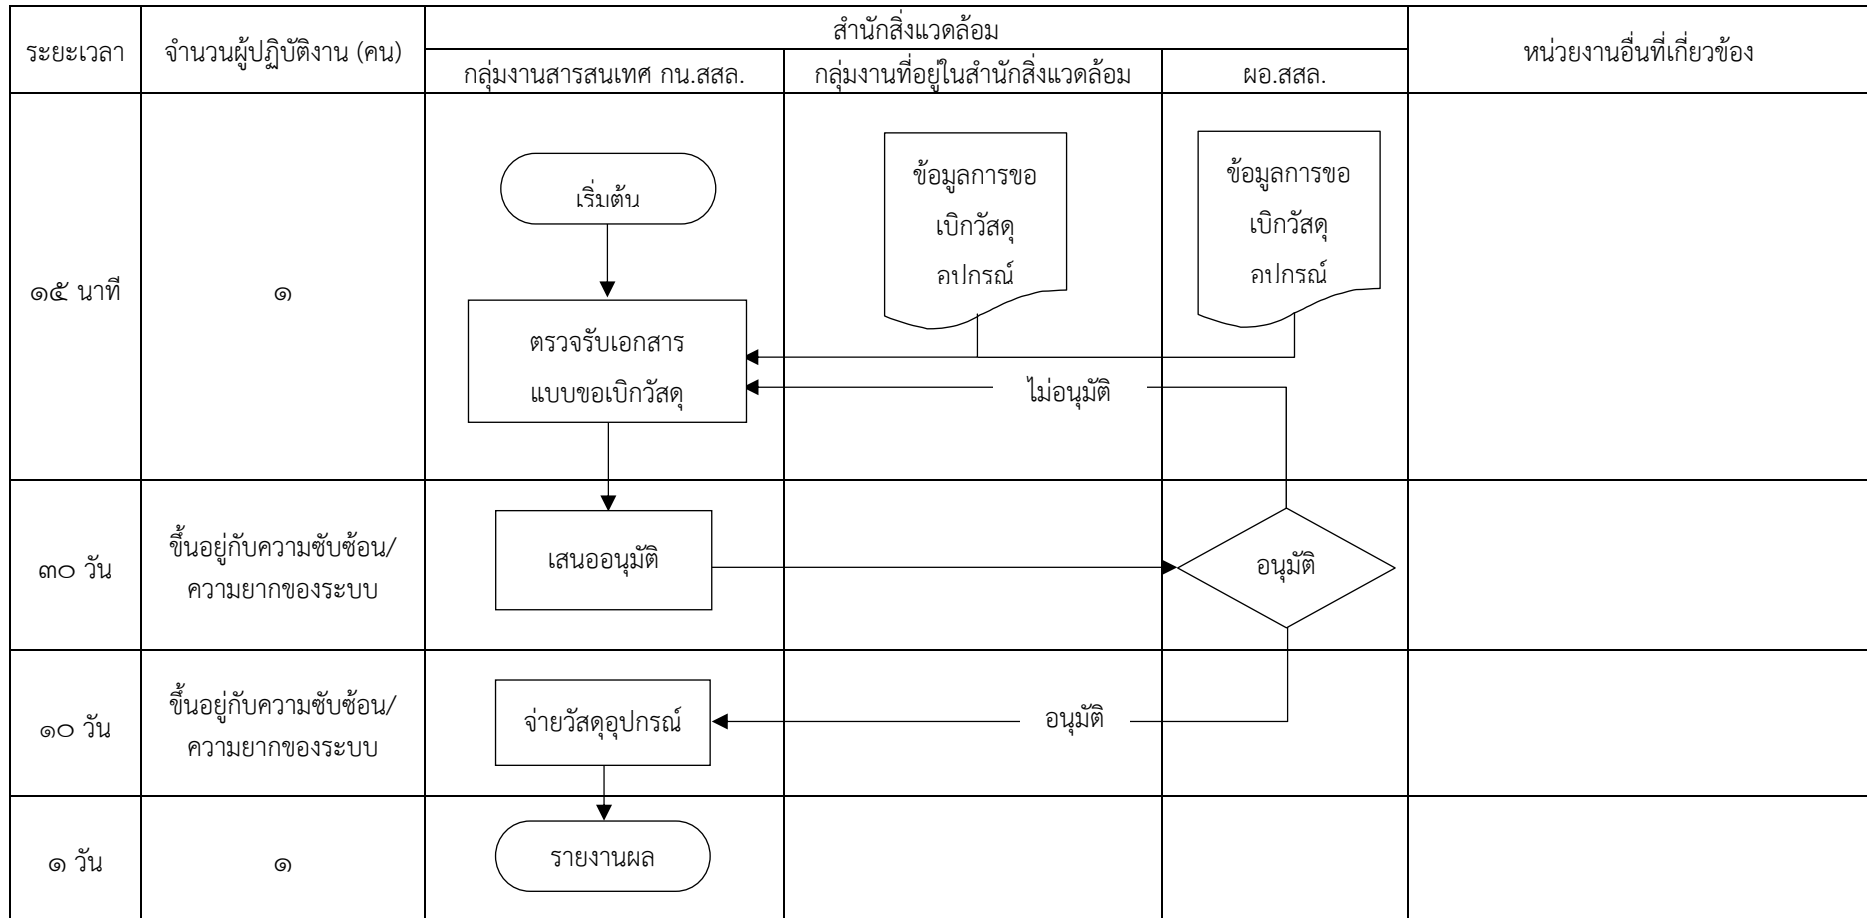 ระยะเวลา
จำนวนผู้ปฏิบัติงาน (คน)
สำนักสิ่งแวดล้อม
หน่วยงานอื่นที่เกี่ยวข้อง
กลุ่มงานสารสนเทศ กน.สสล.
กลุ่มงานที่อยู่ในสำนักสิ่งแวดล้อม
ผอ.สสล.
๑๕ นาที
๑
เริ่มต้น
ข้อมูลการขอ
เบิกวัสดุ
อุปกรณ์
ข้อมูลการขอ
เบิกวัสดุ
อุปกรณ์
ตรวจรับเอกสาร
แบบขอเบิกวัสดุ
ไม่อนุมัติ
๓๐ วัน
ขึ้นอยู่กับความซับซ้อน/
ความยากของระบบ
เสนออนุมัติ
อนุมัติ
๑๐ วัน
ขึ้นอยู่กับความซับซ้อน/
ความยากของระบบ
จ่ายวัสดุอุปกรณ์
อนุมัติ
๑ วัน
๑
รายงานผล